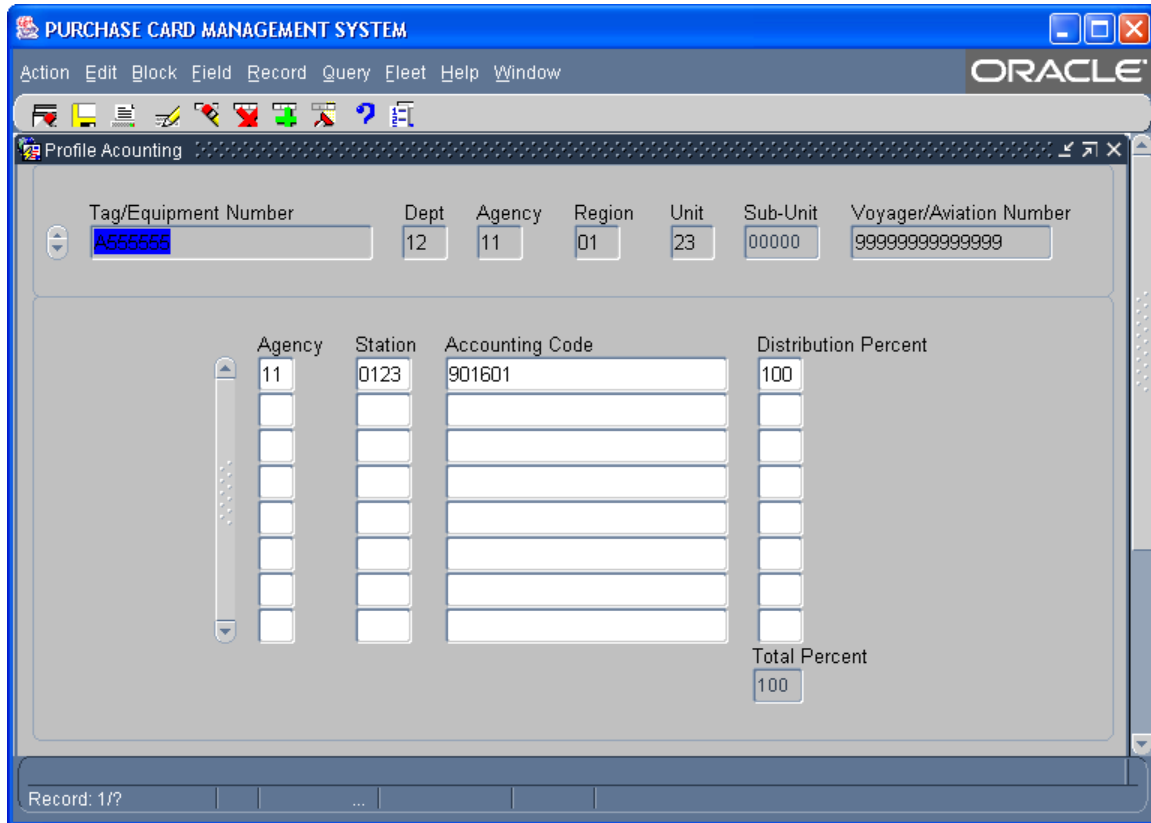 PURCHASE CARD MANAGEMENT SYSTEM
Action Edit Block Field Record Query Fleet Help Window
ORACLE
Profile Acounting
Tag/Equipment Number Dept Agency Region Unit Sub-Unit Voyager/Aviation Number
A555555 12 11 01 23 00000 99999999999999
Agency Station Accounting Code Distribution Percent
11 0123 901601 100
Total Percent
100
Record: 1/? ...